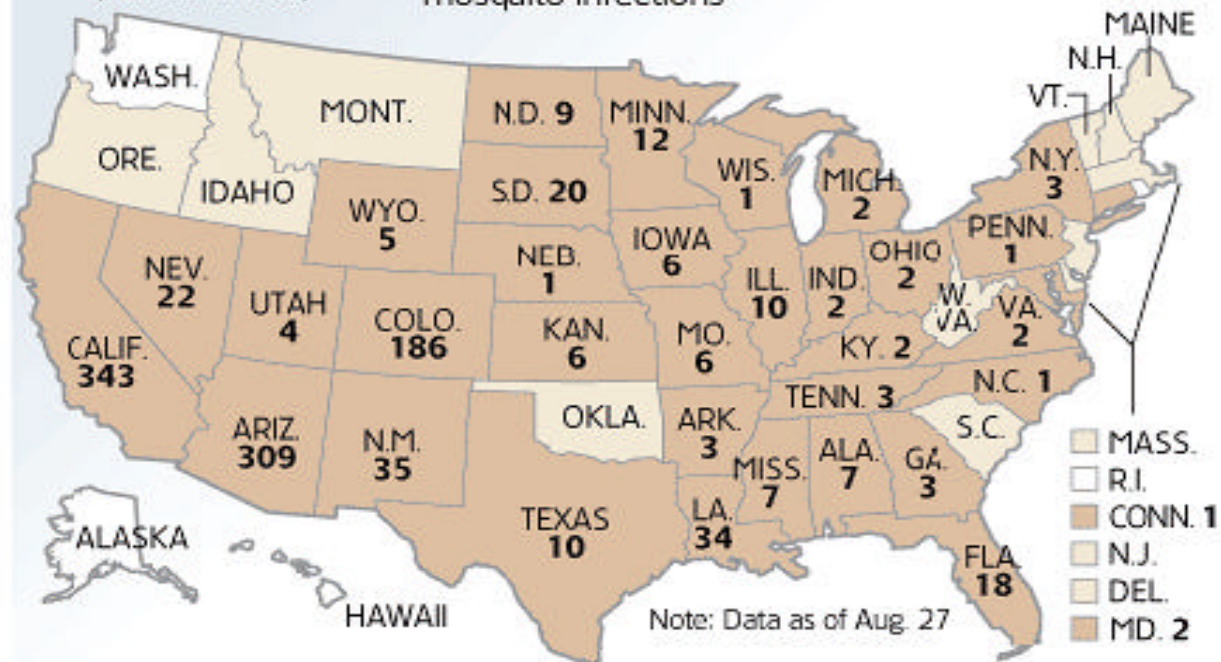 mosquito infections
MAINE
N.H.
VT.
WASH.
MONT.
N.D. 9
MINN.
12
ORE.
IDAHO
S.D. 20
WIS.
1
MICH.
2
N.Y.
3
WYO.
5
IOWA
6
PENN.
1
NEV.
22
NEB.
1
OHIO
2
UTAH
4
ILL.
10
IND.
2
W.
VA.
VA.
2
COLO.
186
KAN.
6
MO.
6
KY. 2
CALIF.
343
N.C. 1
TENN. 3
ARIZ.
309
N.M.
35
OKLA.
ARK.
3
S.C.
MISS.
7
ALA.
7
GA.
3
TEXAS
10
LA.
34
FLA.
18
ALASKA
HAWAII
Note: Data as of Aug. 27
MASS.
R.I.
CONN. 1
N.J.
DEL.
MD. 2